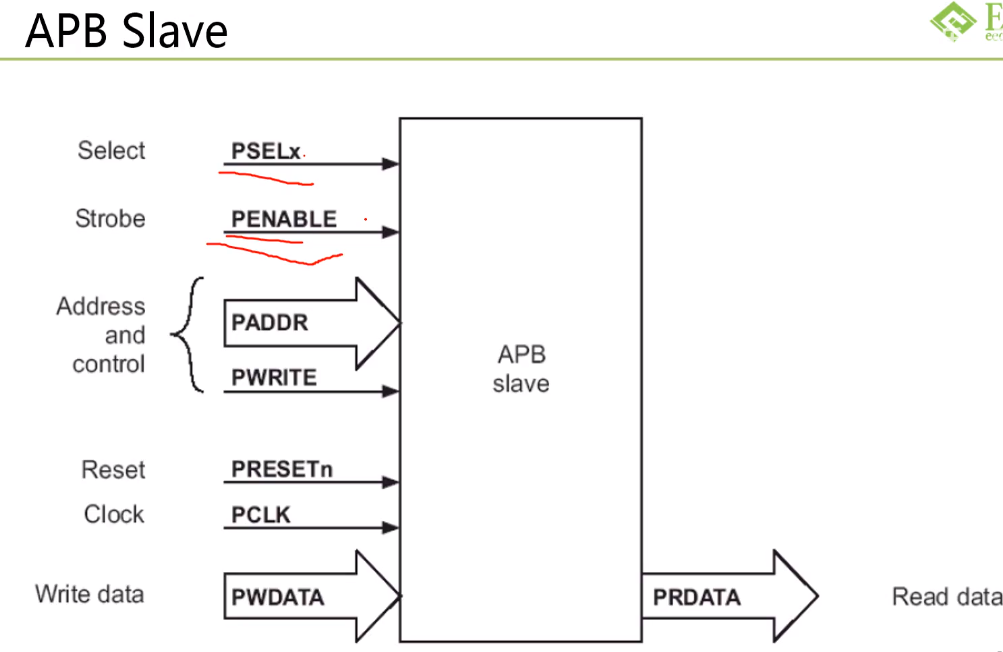 APB Slave
Select
PSELx
Strobe
PENABLE
Address
and
control
PADDR
PWRITE
APB
slave
Reset
PRESETn
Clock
PCLK
Write data
PWDATA
PRDATA
Read data